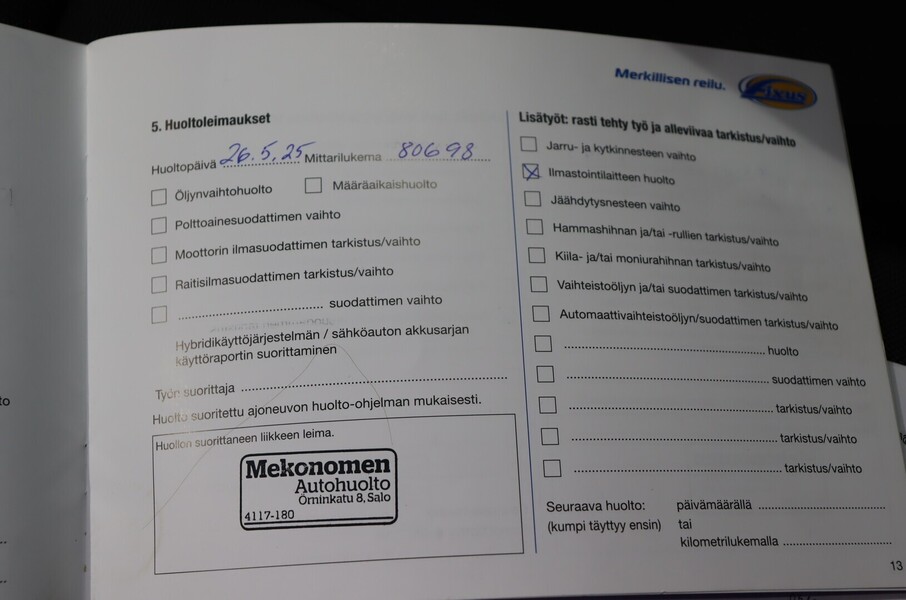 Merkillisen reilu.
Fixus
5. Huoltoleimaukset
Huoltopäivä 26.5.25 Mittarilukema 80698
Öljynvaihtohuolto Määräaikaishuolto
Polttoainesuodattimen vaihto
Moottorin ilmasuodattimen tarkistus/vaihto
Raitisilmasuodattimen tarkistus/vaihto
.......................... suodattimen vaihto
Hybridikäyttöjärjestelmän / sähköauton akkusarjan
käyttöraportin suorittaminen
Työn suorittaja ..........................
Huolto suoritettu ajoneuvon huolto-ohjelman mukaisesti.
Huollon suorittaneen liikkeen leima.
Mekonomen
Autohuolto
Örninkatu 8, Salo
4117-180
Lisätyöt: rasti tehty työ ja alleviivaa tarkistus/vaihto
Jarru- ja kytkinnesteen vaihto
Ilmastointilaitteen huolto
Jäähdytysnesteen vaihto
Hammashihnan ja/tai -rullien tarkistus/vaihto
Kiila- ja/tai moniurahihnan tarkistus/vaihto
Vaihteistoöljyn ja/tai suodattimen tarkistus/vaihto
Automaattivaihteistoöljyn/suodattimen tarkistus/vaihto
.......................... huolto
.......................... suodattimen vaihto
.......................... tarkistus/vaihto
.......................... tarkistus/vaihto
.......................... tarkistus/vaihto
Seuraava huolto: päivämäärällä ..........................
(kumpi täyttyy ensin) tai
kilometrilukemalla ..........................
13